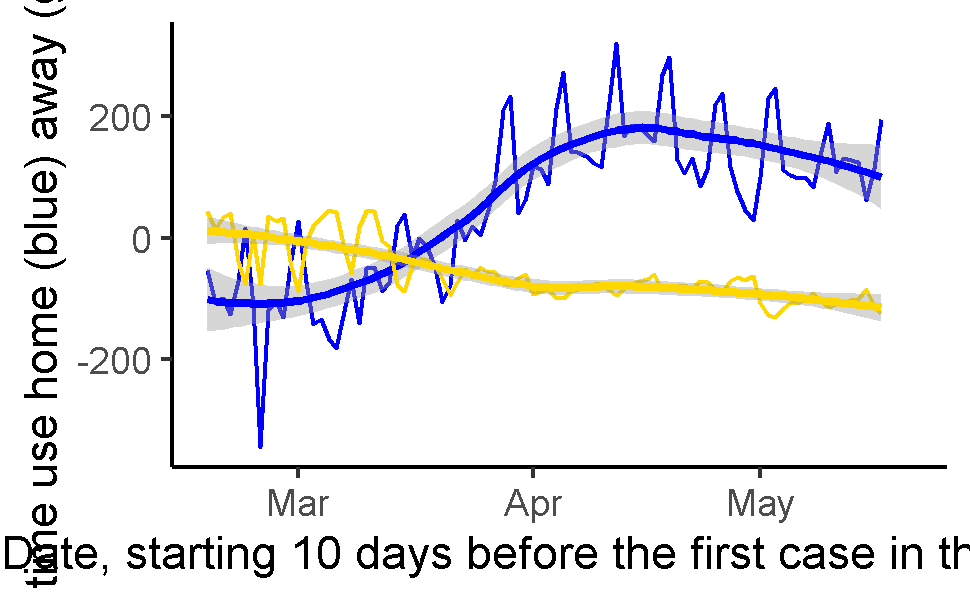 time use home (blue) away (
200
0
-200
Mar Apr May
Date, starting 10 days before the first case in th